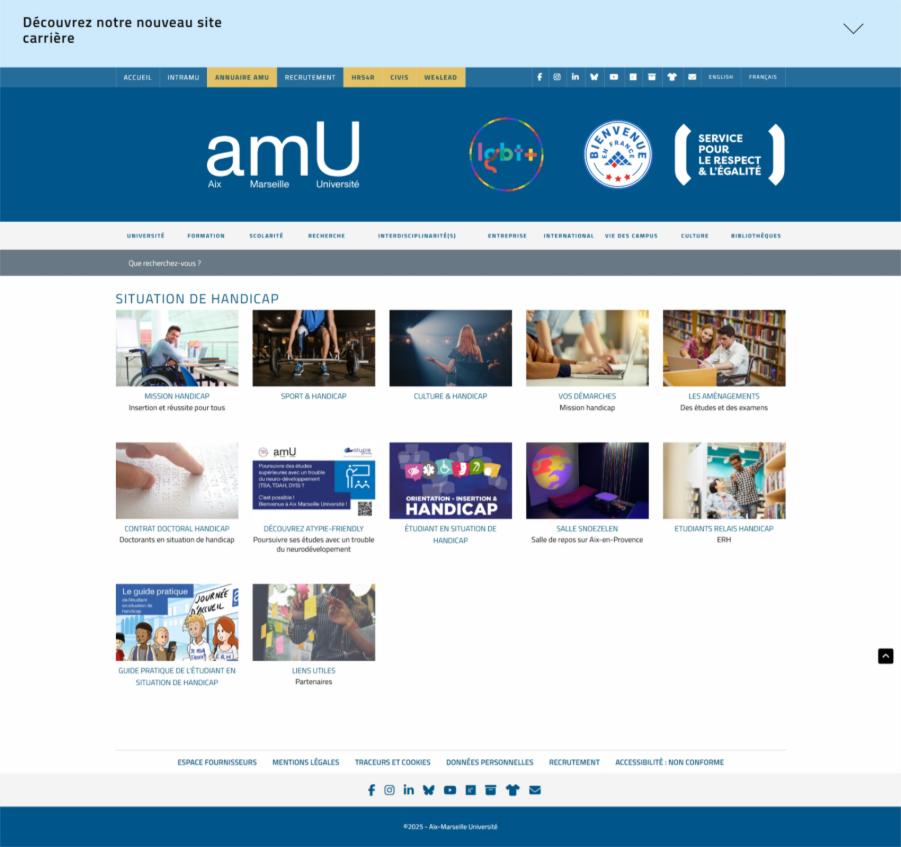 Découvrez notre nouveau site
carrière
ACCUEIL INTRAMU ANNUAIRE AMU RECRUTEMENT HRS4R CIVIS WE4LEAD ENGLISH FRANÇAIS
amU
Aix Marseille Université
lgbt+
BIENVENUE
EN FRANCE
SERVICE
POUR
LE RESPECT
& L'ÉGALITÉ
UNIVERSITÉ FORMATION SCOLARITÉ RECHERCHE INTERDISCIPLINARITÉ(S) ENTREPRISE INTERNATIONAL VIE DES CAMPUS CULTURE BIBLIOTHÈQUES
Que recherchez-vous ?
SITUATION DE HANDICAP
MISSION HANDICAP
Insertion et réussite pour tous
SPORT & HANDICAP
CULTURE & HANDICAP
VOS DÉMARCHES
Mission handicap
LES AMÉNAGEMENTS
Des études et des examens
CONTRAT DOCTORAL HANDICAP
Doctorants en situation de handicap
amU
atypie
Poursuivre des études
supérieures avec un trouble
du neuro-développement
(TSA, TDAH, DYS) ?
C'est possible !
Bienvenue à Aix Marseille Université !
DÉCOUVREZ ATYPIE-FRIENDLY
Poursuivre ses études avec un trouble
du neurodévelopement
ORIENTATION - INSERTION &
HANDICAP
ÉTUDIANT EN SITUATION DE
HANDICAP
SALLE SNOEZELEN
Salle de repos sur Aix-en-Provence
ETUDIANTS RELAIS HANDICAP
ERH
Le guide pratique
de l'étudiant
en situation de
handicap
JOURNÉE
D'ACCUEIL
GUIDE PRATIQUE DE L'ÉTUDIANT EN
SITUATION DE HANDICAP
LIENS UTILES
Partenaires
ESPACE FOURNISSEURS MENTIONS LÉGALES TRACEURS ET COOKIES DONNÉES PERSONNELLES RECRUTEMENT ACCESSIBILITÉ : NON CONFORME
©2025 - Aix-Marseille Université